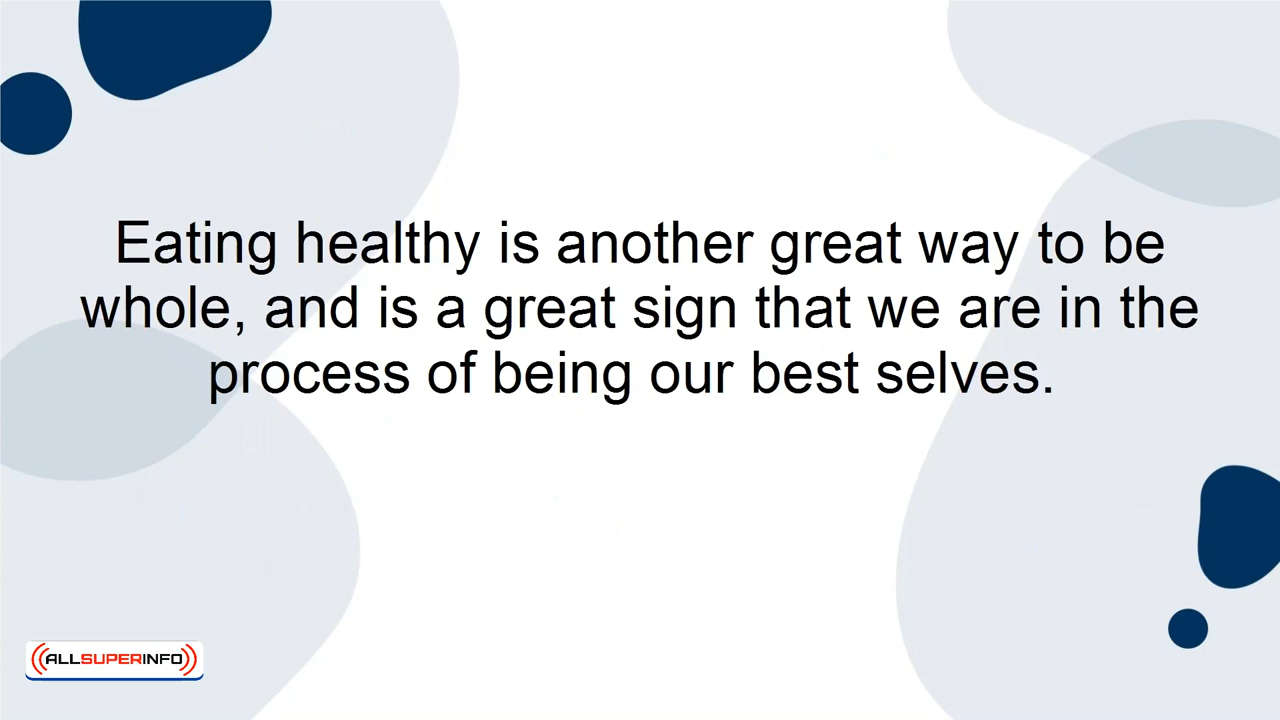 Eating healthy is another great way to be
whole, and is a great sign that we are in the
process of being our best selves.
ALLSUPERINFO